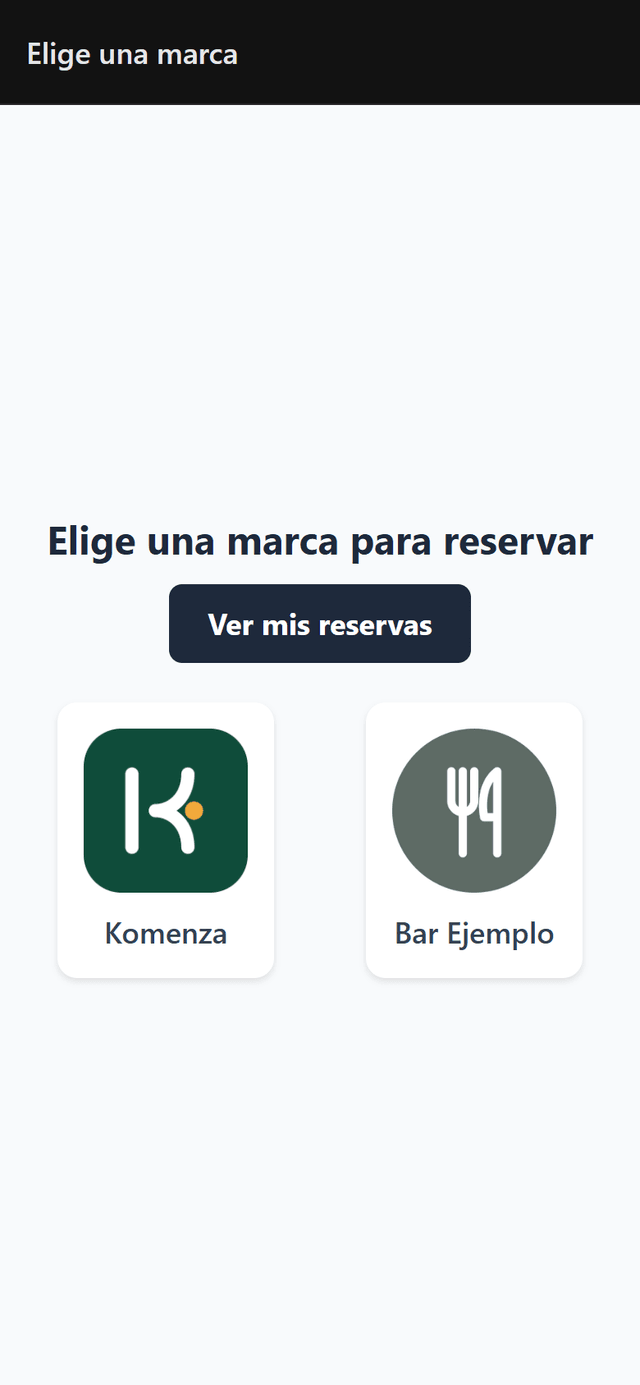 Elige una marca
Elige una marca para reservar
Ver mis reservas
Komenza
Bar Ejemplo